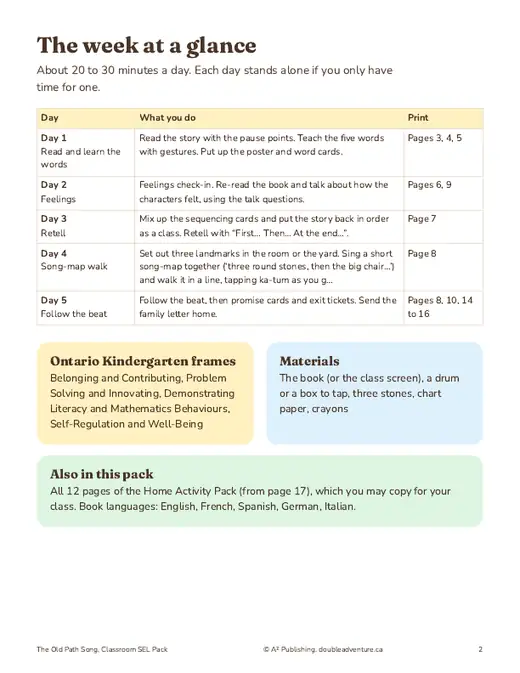 The week at a glance
About 20 to 30 minutes a day. Each day stands alone if you only have
time for one.
Day What you do Print
Day 1 Read the story with the pause points. Teach the five words Pages 3, 4, 5
Read and learn the with gestures. Put up the poster and word cards.
words
Day 2 Feelings check-in. Re-read the book and talk about how the Pages 6, 9
Feelings characters felt, using the talk questions.
Day 3 Mix up the sequencing cards and put the story back in order Page 7
Retell as a class. Retell with “First... Then... At the end...”.
Day 4 Set out three landmarks in the room or the yard. Sing a short Page 8
Song-map walk song-map together (‘three round stones, then the big chair...’)
and walk it in a line, tapping ka-tum as you g...
Day 5 Follow the beat, then promise cards and exit tickets. Send the Pages 8, 10, 14
Follow the beat family letter home. to 16
Ontario Kindergarten frames
Belonging and Contributing, Problem
Solving and Innovating, Demonstrating
Literacy and Mathematics Behaviours,
Self-Regulation and Well-Being
Materials
The book (or the class screen), a drum
or a box to tap, three stones, chart
paper, crayons
Also in this pack
All 12 pages of the Home Activity Pack (from page 17), which you may copy for your
class. Book languages: English, French, Spanish, German, Italian.
The Old Path Song, Classroom SEL Pack © A² Publishing, doubleadventure.ca 2